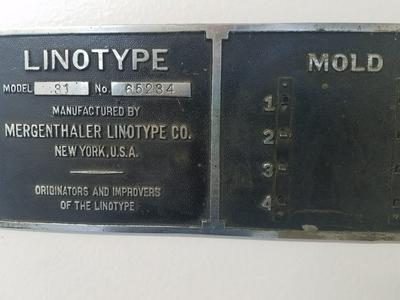 LINOTYPE
MODEL 31 No. 65284
MANUFACTURED BY
MERGENTHALER LINOTYPE CO.
NEW YORK, U.S.A.
ORIGINATORS AND IMPROVERS
OF THE LINOTYPE
MOLD
1
2
3
4